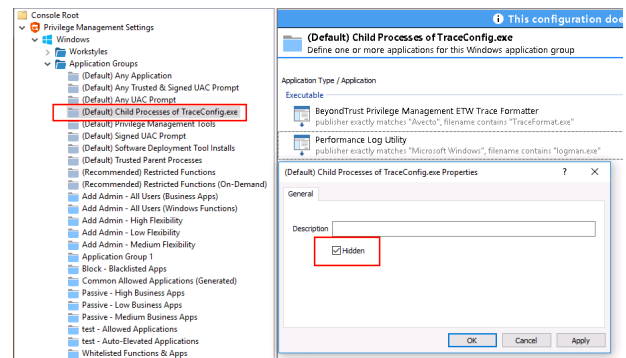 Console Root
Privilege Management Settings
Windows
Workstyles
Application Groups
(Default) Any Application
(Default) Any Trusted & Signed UAC Prompt
(Default) Any UAC Prompt
(Default) Child Processes of TraceConfig.exe
(Default) Privilege Management Tools
(Default) Signed UAC Prompt
(Default) Software Deployment Tool Installs
(Default) Trusted Parent Processes
(Recommended) Restricted Functions
(Recommended) Restricted Functions (On-Demand)
Add Admin - All Users (Business Apps)
Add Admin - All Users (Windows Functions)
Add Admin - High Flexibility
Add Admin - Low Flexibility
Add Admin - Medium Flexibility
Application Group 1
Block - Blacklisted Apps
Common Allowed Applications (Generated)
Passive - High Business Apps
Passive - Low Business Apps
Passive - Medium Business Apps
test - Allowed Applications
test - Auto-Elevated Applications
Whitelisted Functions & Apps
This configuration doe
(Default) Child Processes of TraceConfig.exe
Define one or more applications for this Windows application group
Application Type / Application
Executable
BeyondTrust Privilege Management ETW Trace Formatter
publisher exactly matches "Avecto", filename contains "TraceFormat.exe"
Performance Log Utility
publisher exactly matches "Microsoft Windows", filename contains "logman.exe"
(Default) Child Processes of TraceConfig.exe Properties
General
Description
Hidden
OK Cancel Apply